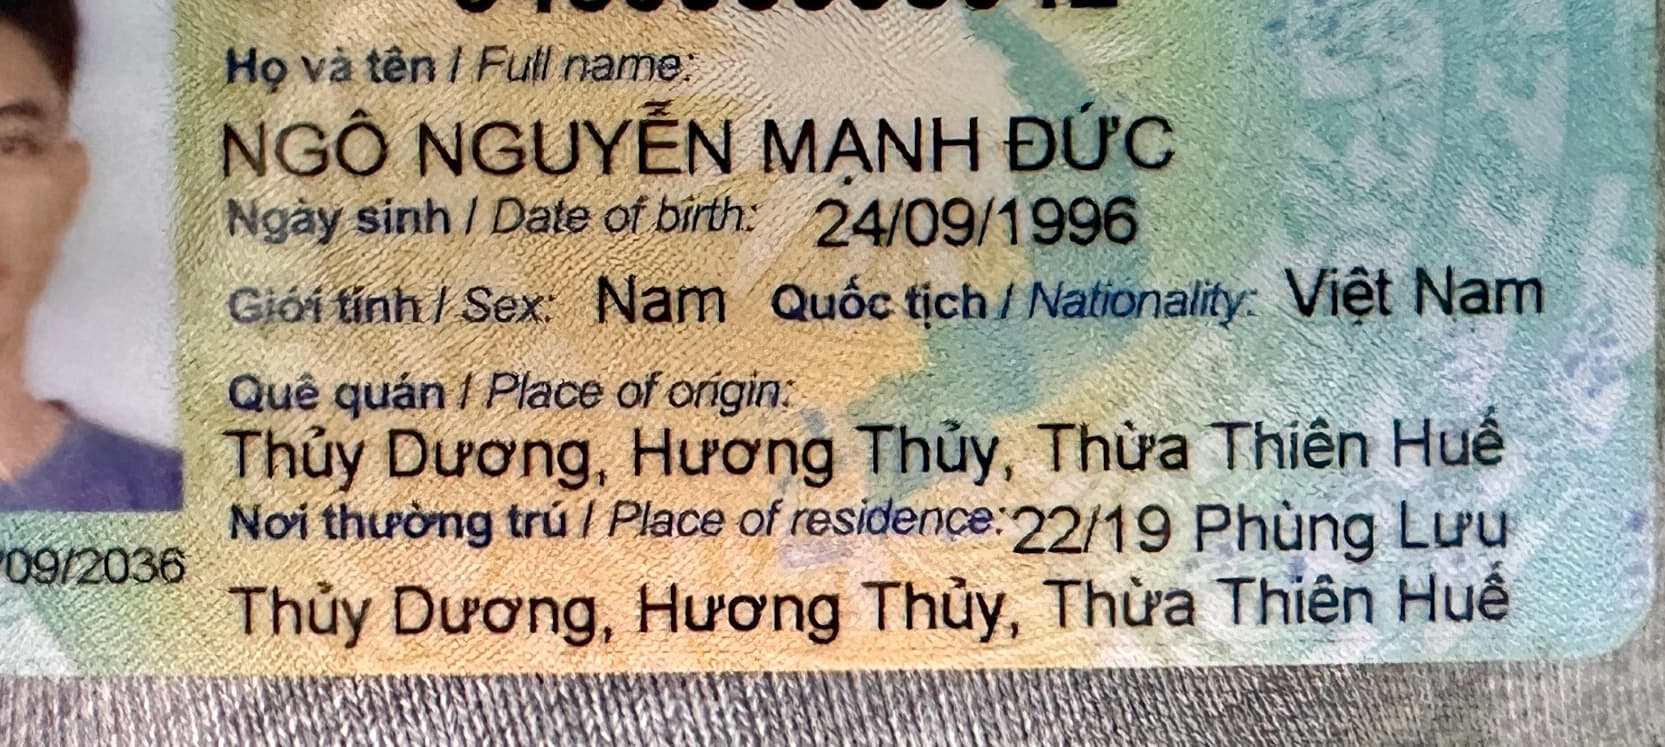 Họ và tên / Full name:
NGÔ NGUYỄN MẠNH ĐỨC
Ngày sinh / Date of birth: 24/09/1996
Giới tính / Sex: Nam Quốc tịch / Nationality: Việt Nam
Quê quán / Place of origin:
Thủy Dương, Hương Thủy, Thừa Thiên Huế
Nơi thường trú / Place of residence: 22/19 Phùng Lưu
Thủy Dương, Hương Thủy, Thừa Thiên Huế
/09/2036